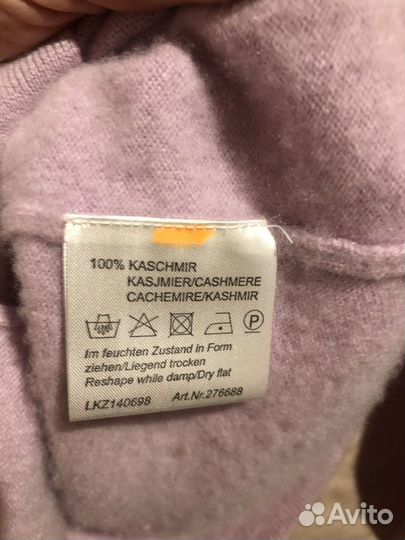 100% KASCHMIR
KASJMIER/CASHMERE
CACHEMIRE/KASHMIR
P
Im feuchten Zustand in Form
ziehen/Liegend trocken
Reshape while damp/Dry flat
LKZ140698 Art.Nr.276688
Avito